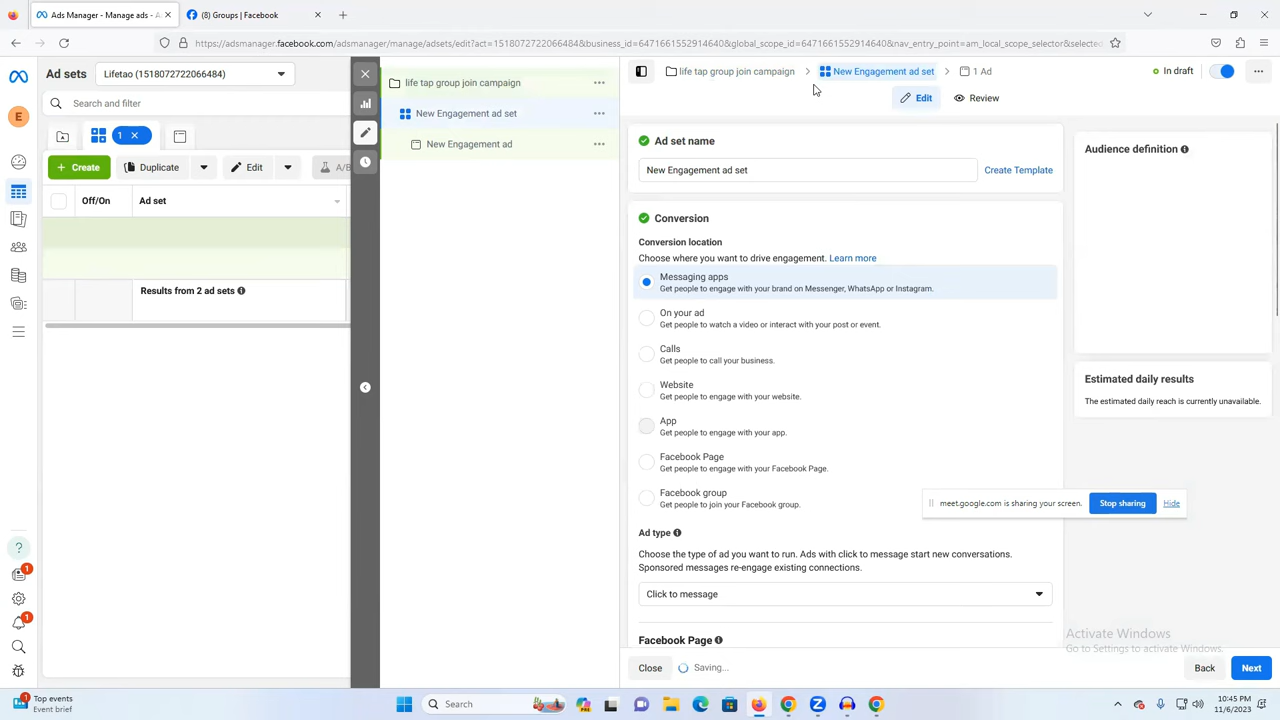 Ads Manager - Manage ads -
(8) Groups | Facebook
https://adsmanager.facebook.com/adsmanager/manage/adsets/edit?act=1518072722066484&business_id=6471661552914640&global_scope_id=6471661552914640&nav_entry_point=am_local_scope_selector&selected_
Ad sets
Lifetao (1518072722066484)
Search and filter
1
Create
Duplicate
Edit
A/B
Off/On
Ad set
Results from 2 ad sets
life tap group join campaign
New Engagement ad set
New Engagement ad
life tap group join campaign
New Engagement ad set
1 Ad
In draft
Edit
Review
Ad set name
New Engagement ad set
Create Template
Conversion
Conversion location
Choose where you want to drive engagement. Learn more
Messaging apps
Get people to engage with your brand on Messenger, WhatsApp or Instagram.
On your ad
Get people to watch a video or interact with your post or event.
Calls
Get people to call your business.
Website
Get people to engage with your website.
App
Get people to engage with your app.
Facebook Page
Get people to engage with your Facebook Page.
Facebook group
Get people to join your Facebook group.
Ad type
Choose the type of ad you want to run. Ads with click to message start new conversations.
Sponsored messages re-engage existing connections.
Click to message
Facebook Page
Close
Saving...
Back
Next
Audience definition
Estimated daily results
The estimated daily reach is currently unavailable.
meet.google.com is sharing your screen.
Stop sharing
Hide
Activate Windows
Go to Settings to activate Windows.
E
1
1
1
Top events
Event brief
Search
10:45 PM
11/6/2023